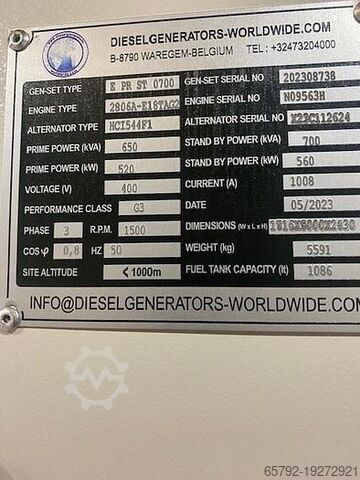 DIESELGENERATORS-WORLDWIDE.COM
B-8790 WAREGEM-BELGIUM TEL : +32473204000
GEN-SET TYPE E PR ST 0700 GEN-SET SERIAL NO 202308738
ENGINE TYPE 2806A-E18TAG2 ENGINE SERIAL NO N09563H
ALTERNATOR TYPE HCI544F1 ALTERNATOR SERIAL NO X23C112624
PRIME POWER (kVA) 650 STAND BY POWER (kVA) 700
PRIME POWER (kW) 520 STAND BY POWER (kW) 560
VOLTAGE (V) 400 CURRENT (A) 1008
PERFORMANCE CLASS G3 DATE 05/2023
PHASE 3 R.P.M. 1500 DIMENSIONS (WxLxH)
COS φ 0,8 HZ 50 WEIGHT (kg) 5591
SITE ALTITUDE < 1000m FUEL TANK CAPACITY (lt) 1086
INFO@DIESELGENERATORS-WORLDWIDE.COM
65792-19272921